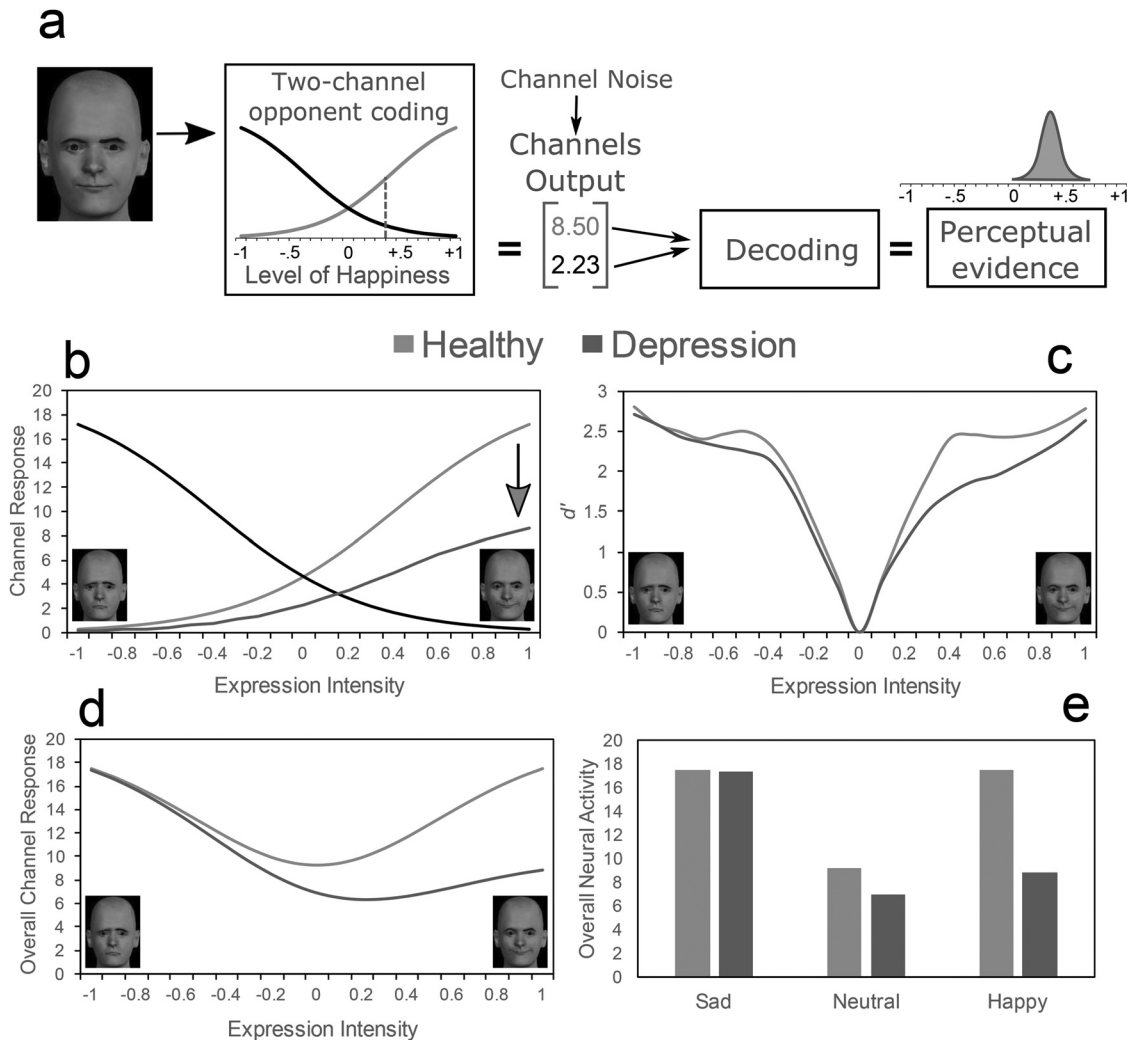 a
Two-channel
opponent coding
-1 -.5 0 +.5 +1
Level of Happiness
=
Channel Noise
Channels
Output
8.50
2.23
Decoding
=
-1 -.5 0 +.5 +1
Perceptual
evidence
Healthy Depression
b
20
18
16
14
12
10
8
6
4
2
0
Channel Response
-1 -0.8 -0.6 -0.4 -0.2 0 0.2 0.4 0.6 0.8 1
Expression Intensity
c
3
2.5
2
1.5
1
0.5
0
d'
-1 -0.8 -0.6 -0.4 -0.2 0 0.2 0.4 0.6 0.8 1
Expression Intensity
d
20
18
16
14
12
10
8
6
4
2
0
Overall Channel Response
-1 -0.8 -0.6 -0.4 -0.2 0 0.2 0.4 0.6 0.8 1
Expression Intensity
e
20
18
16
14
12
10
8
6
4
2
0
Overall Neural Activity
Sad Neutral Happy